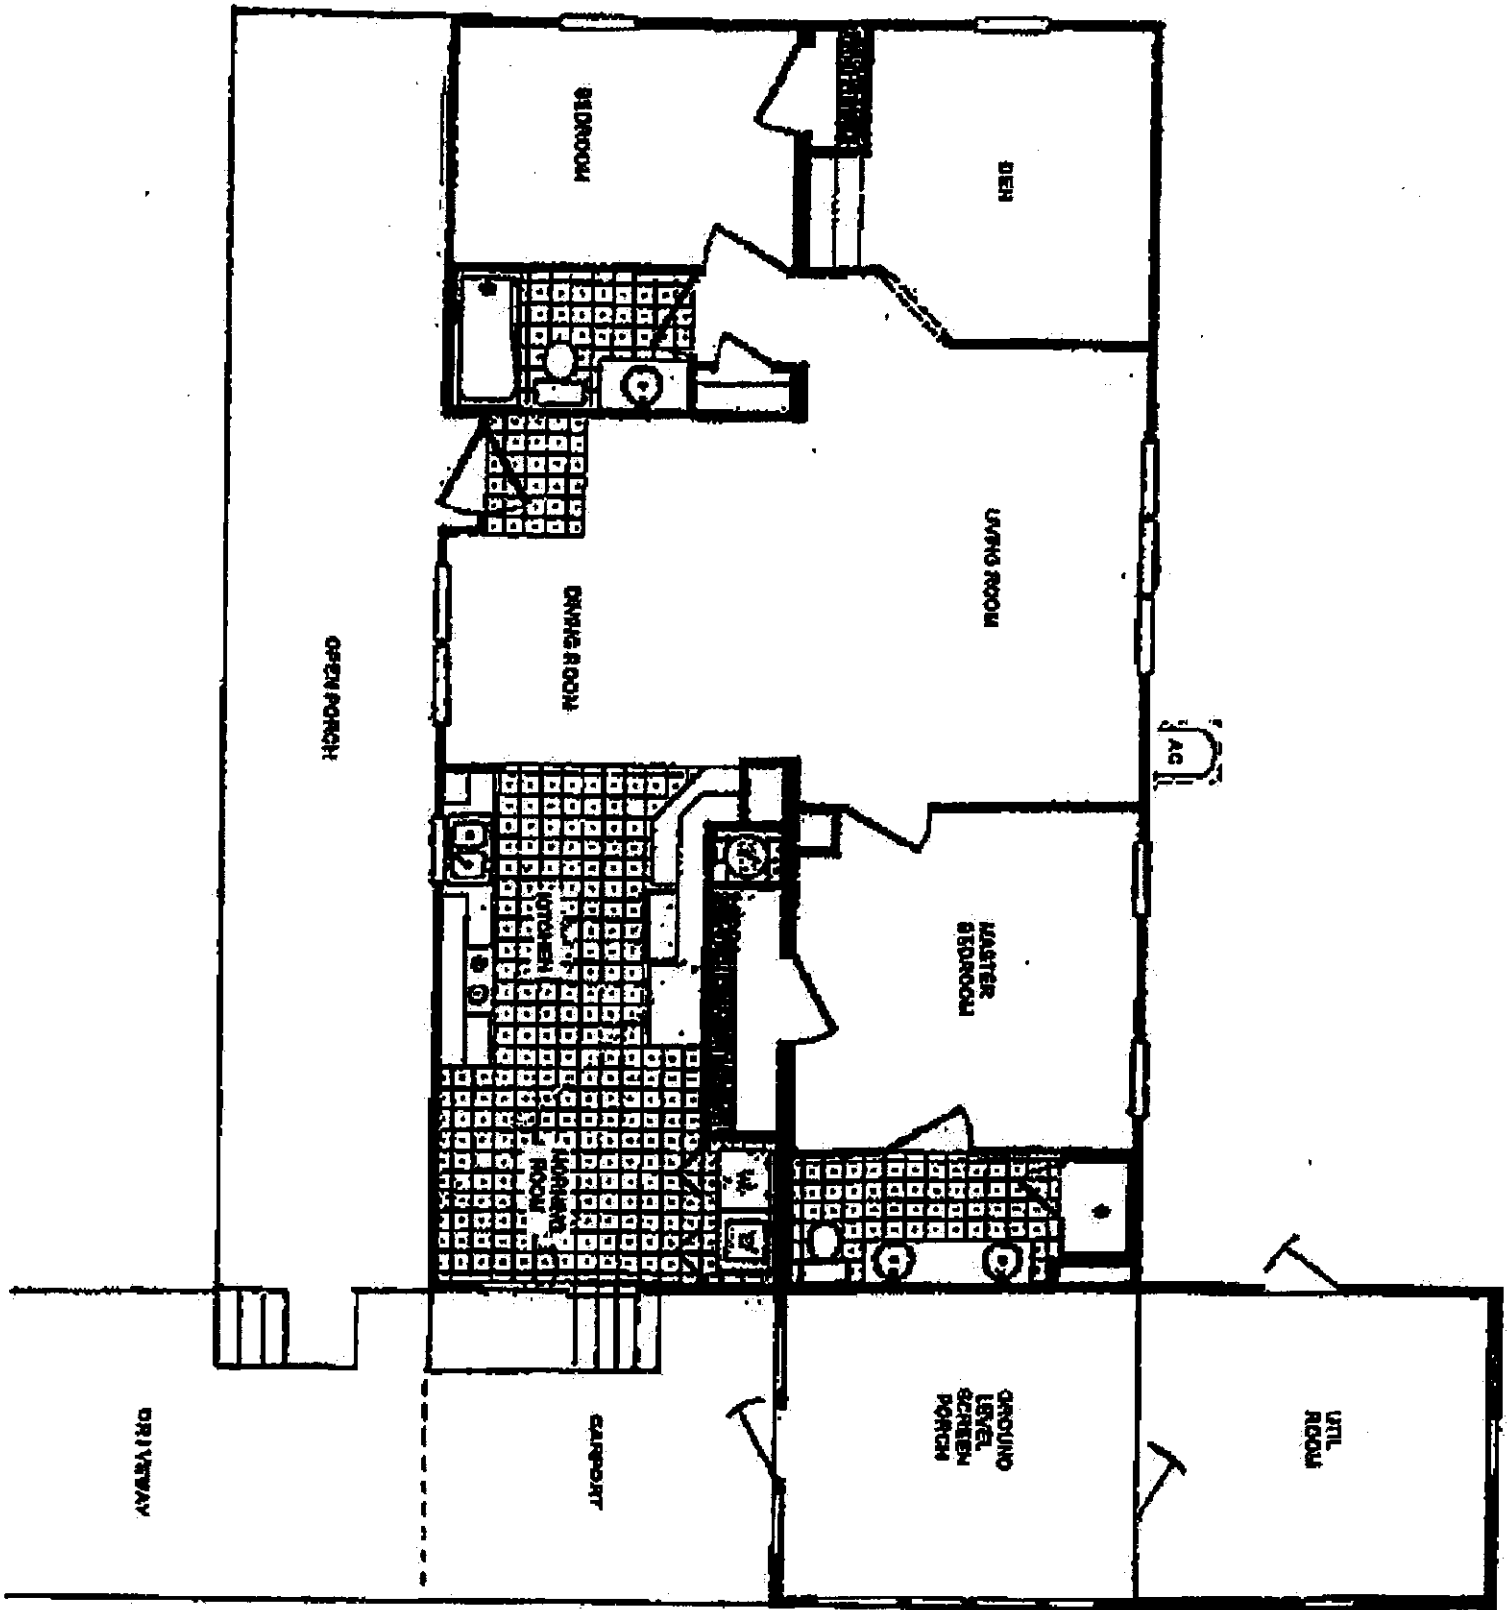 BEDROOM
DEN
LIVING ROOM
DINING ROOM
OPEN PORCH
AC
KITCHEN
MASTER
BEDROOM
MORNING
ROOM
W
GROUND
LEVEL
SCREEN
PORCH
UTIL
ROOM
CARPORT
DRIVWAY